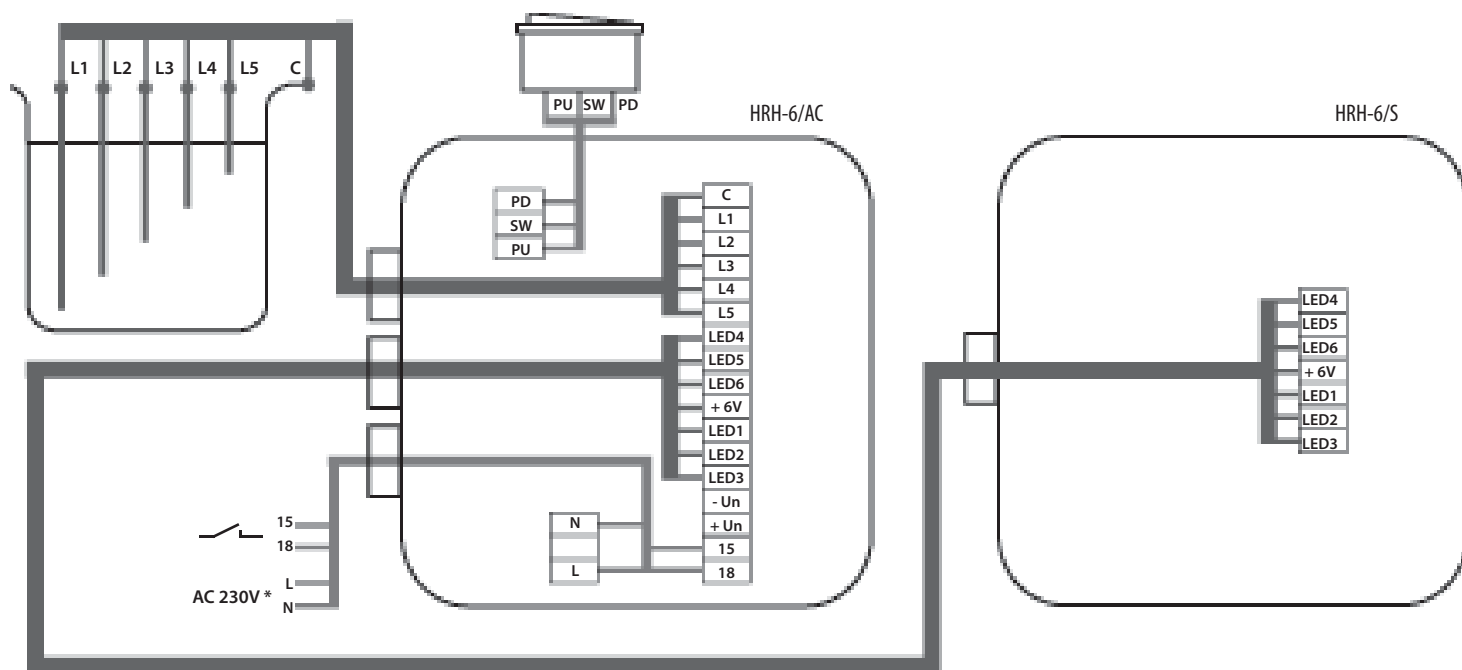 L1 L2 L3 L4 L5 C
PU SW PD
HRH-6/AC
HRH-6/S
PD
SW
PU
C
L1
L2
L3
L4
L5
LED4
LED5
LED6
+ 6V
LED1
LED2
LED3
- Un
+ Un
15
18
N
L
15
18
L
AC 230V *
N
LED4
LED5
LED6
+ 6V
LED1
LED2
LED3